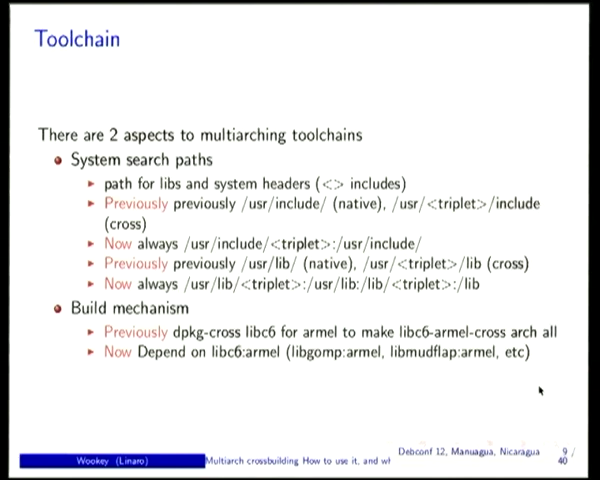 Toolchain
There are 2 aspects to multiarching toolchains
System search paths
path for libs and system headers (<> includes)
Previously previously /usr/include/ (native), /usr/<triplet>/include
(cross)
Now always /usr/include/<triplet>:/usr/include/
Previously previously /usr/lib/ (native), /usr/<triplet>/lib (cross)
Now always /usr/lib/<triplet>:/usr/lib:/lib/<triplet>:/lib
Build mechanism
Previously dpkg-cross libc6 for armel to make libc6-armel-cross arch all
Now Depend on libc6:armel (libgomp:armel, libmudflap:armel, etc)
Wookey (Linaro)
Multiarch crossbuilding How to use it, and wh
Debconf 12, Managua, Nicaragua
9 /
40